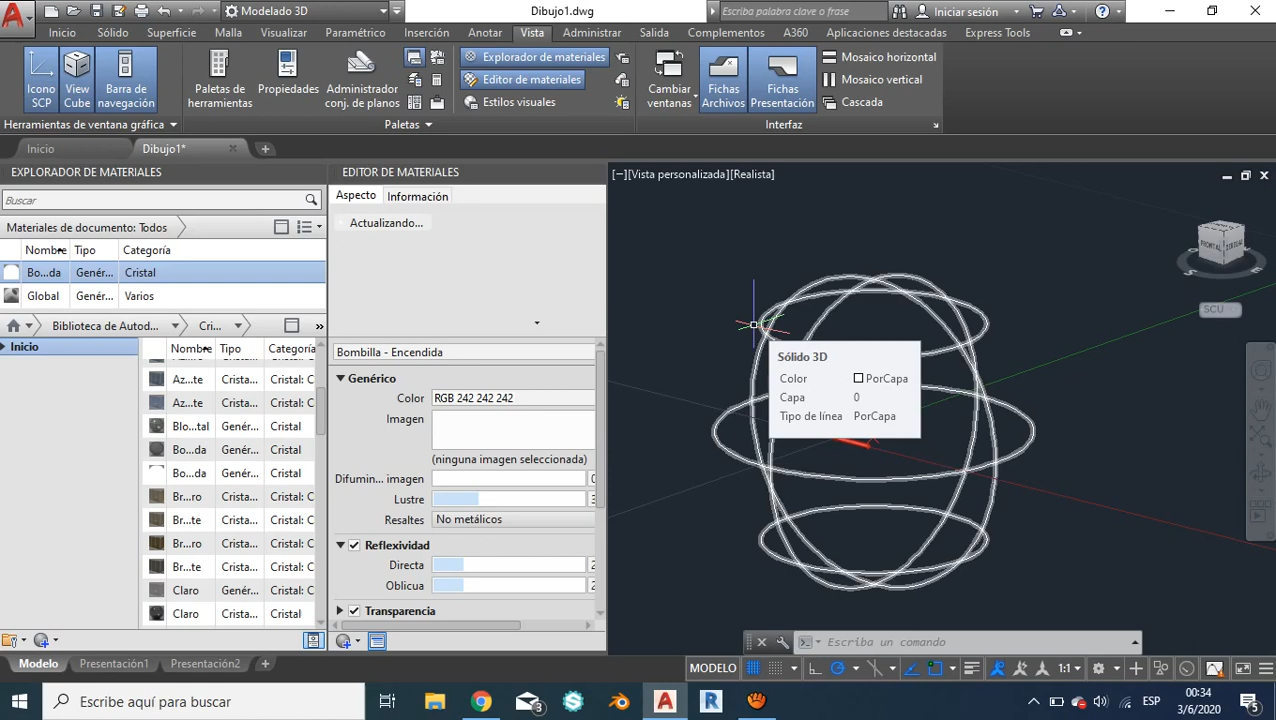 Modelado 3D
Dibujo1.dwg
Escriba palabra clave o frase
Iniciar sesión
Inicio
Sólido
Superficie
Malla
Visualizar
Paramétrico
Inserción
Anotar
Vista
Administrar
Salida
Complementos
A360
Aplicaciones destacadas
Express Tools
Icono SCP
View Cube
Barra de navegación
Paletas de herramientas
Propiedades
Administrador conj. de planos
Explorador de materiales
Editor de materiales
Estilos visuales
Cambiar ventanas
Fichas Archivos
Fichas Presentación
Mosaico horizontal
Mosaico vertical
Cascada
Herramientas de ventana gráfica
Paletas
Interfaz
Inicio
Dibujo1*
EXPLORADOR DE MATERIALES
Buscar
Materiales de documento: Todos
Nombre Tipo Categoría
Bo...da Genér... Cristal
Global Genér... Varios
Biblioteca de Autod... Cri... »
Inicio
Nombre Tipo Categoría
Az...te Crista... Cristal: C
Az...te Crista... Cristal: C
Blo...tal Genér... Cristal
Bo...da Genér... Cristal
Bo...da Genér... Cristal
Br...ro Crista... Cristal: C
Br...te Crista... Cristal: C
Br...ro Crista... Cristal: C
Br...te Crista... Cristal: C
Claro Genér... Cristal
Claro Crista... Cristal
EDITOR DE MATERIALES
Aspecto
Información
Actualizando...
Bombilla - Encendida
Genérico
Color RGB 242 242 242
Imagen
(ninguna imagen seleccionada)
Difumin... imagen
Lustre
Resaltes No metálicos
Reflexividad
Directa
Oblicua
Transparencia
[−][Vista personalizada][Realista]
FRONTAL
S
SCU
Sólido 3D
Color PorCapa
Capa 0
Tipo de línea PorCapa
Escriba un comando
Modelo
Presentación1
Presentación2
MODELO
1:1
Escribe aquí para buscar
3
ESP
00:34
3/6/2020
5